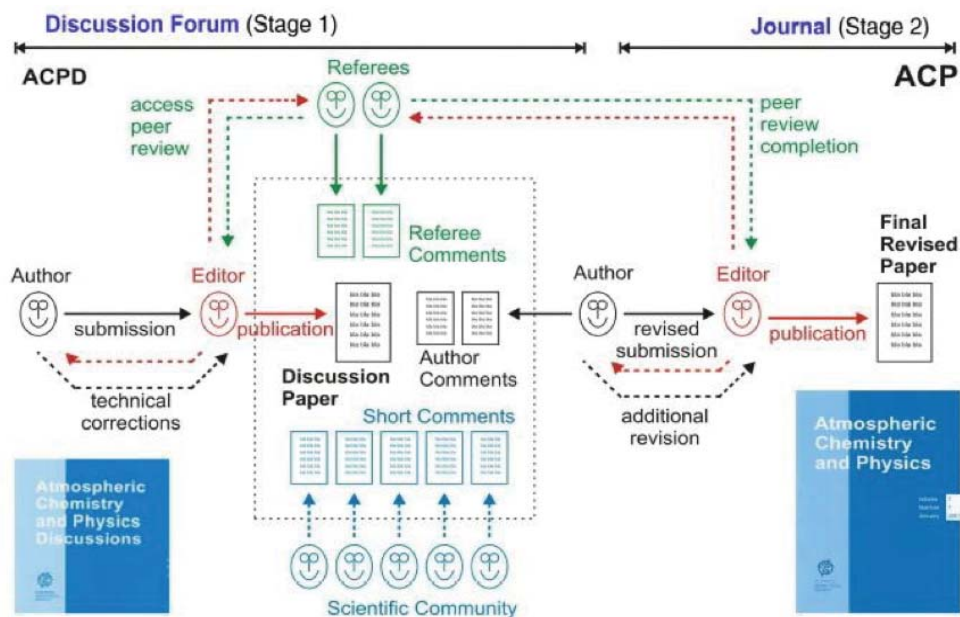 Discussion Forum (Stage 1)
Journal (Stage 2)
ACPD
ACP
Referees
access
peer
review
peer
review
completion
Referee
Comments
Final
Revised
Paper
Author
Editor
Author
Editor
submission
publication
revised
submission
publication
Author
Comments
Discussion
Paper
technical
corrections
additional
revision
Short Comments
Scientific Community
Atmospheric
Chemistry
and Physics
Discussions
Atmospheric
Chemistry
and Physics